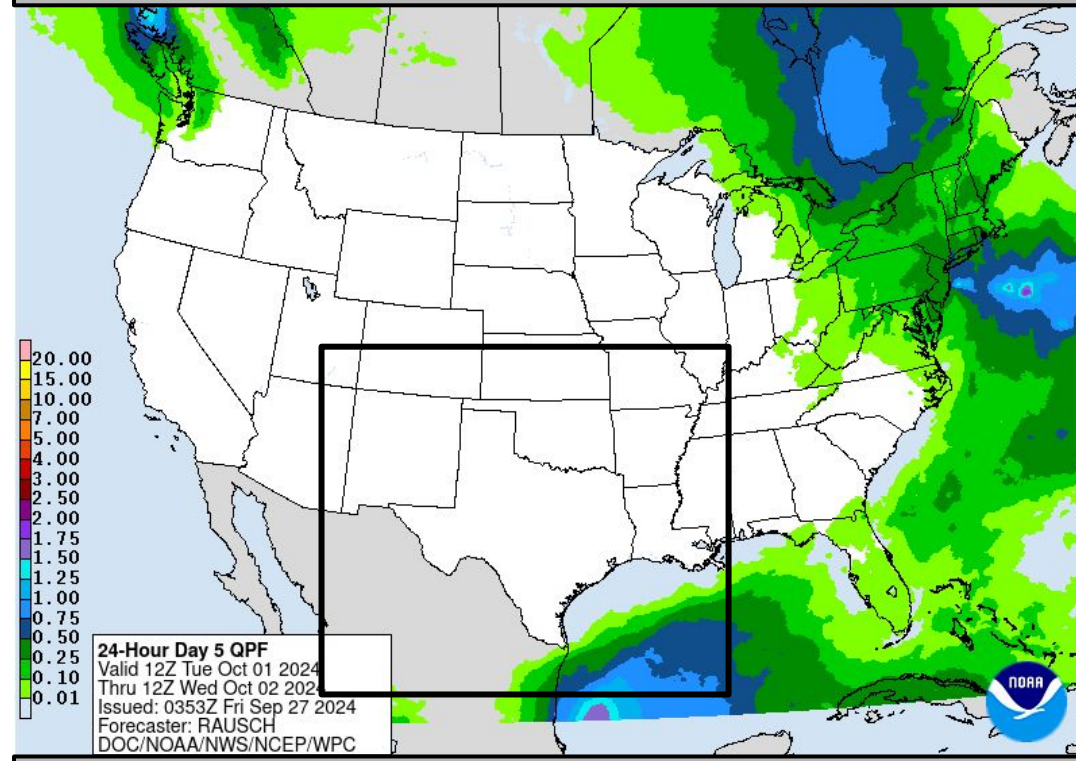 20.00
15.00
10.00
7.00
5.00
4.00
3.00
2.50
2.00
1.75
1.50
1.25
1.00
0.75
0.50
0.25
0.10
0.01
24-Hour Day 5 QPF
Valid 12Z Tue Oct 01 2024
Thru 12Z Wed Oct 02 2024
Issued: 0353Z Fri Sep 27 2024
Forecaster: RAUSCH
DOC/NOAA/NWS/NCEP/WPC
NOAA